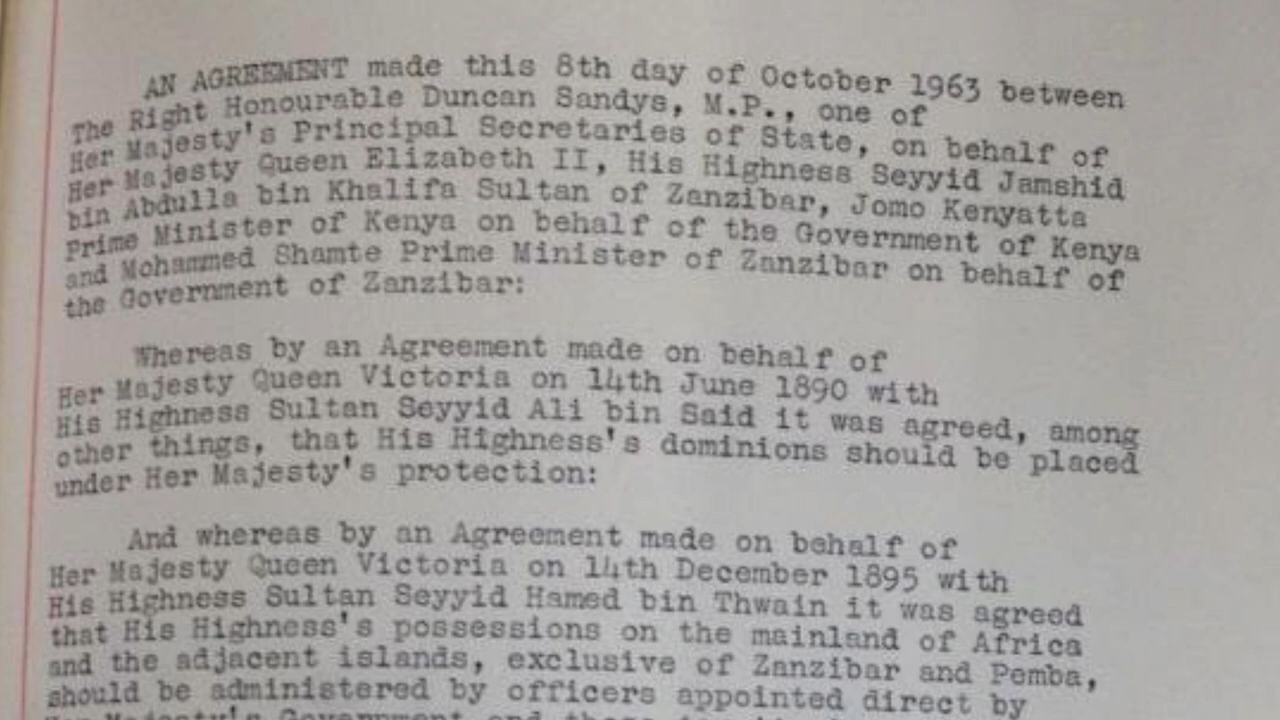 AN AGREEMENT made this 8th day of October 1963 between
The Right Honourable Duncan Sandys, M.P., one of
Her Majesty's Principal Secretaries of State, on behalf of
Her Majesty Queen Elizabeth II, His Highness Seyyid Jamshid
bin Abdulla bin Khalifa Sultan of Zanzibar, Jomo Kenyatta
Prime Minister of Kenya on behalf of the Government of Kenya
and Mohammed Shamte Prime Minister of Zanzibar on behalf of
the Government of Zanzibar:
Whereas by an Agreement made on behalf of
Her Majesty Queen Victoria on 14th June 1890 with
His Highness Sultan Seyyid Ali bin Said it was agreed, among
other things, that His Highness's dominions should be placed
under Her Majesty's protection:
And whereas by an Agreement made on behalf of
Her Majesty Queen Victoria on 14th December 1895 with
His Highness Sultan Seyyid Hamed bin Thwain it was agreed
that His Highness's possessions on the mainland of Africa
and the adjacent islands, exclusive of Zanzibar and Pemba,
should be administered by officers appointed direct by
Her Majesty's Government and